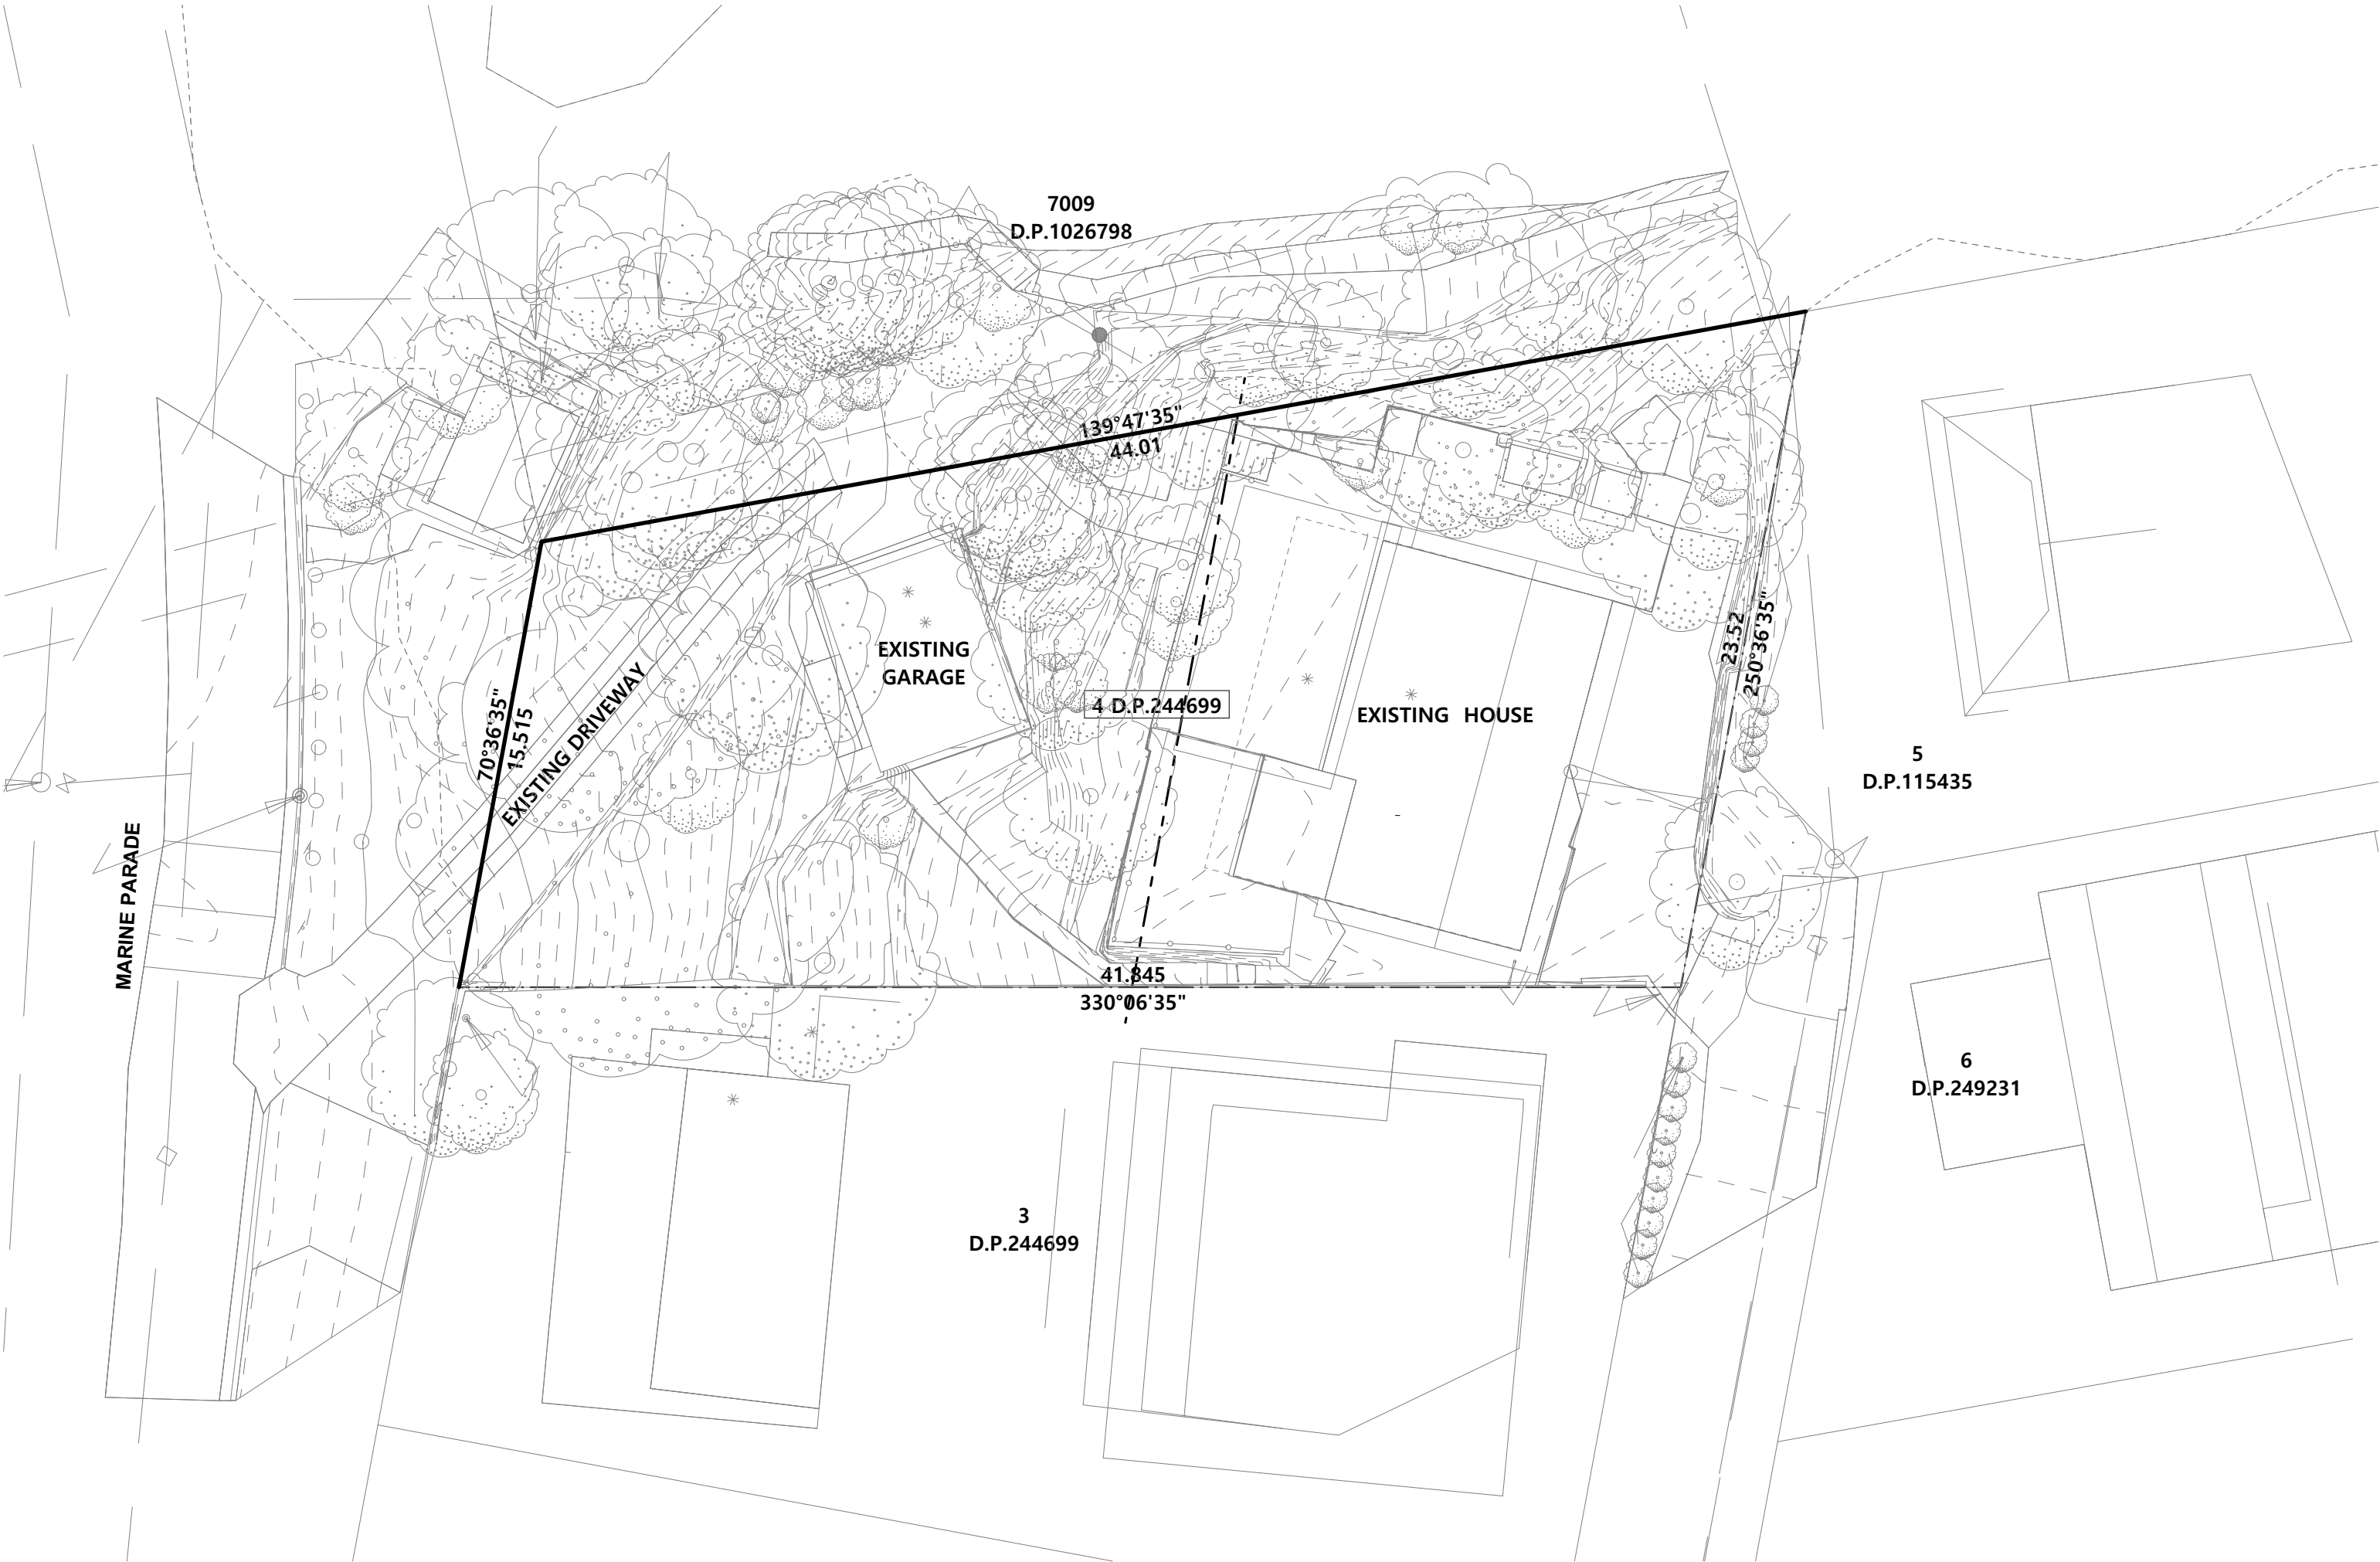 7009
D.P.1026798
139°47'35"
44.01
EXISTING
GARAGE
23.52
250°36'35"
4 D.P.244699
EXISTING HOUSE
70°36'35"
15.515
EXISTING DRIVEWAY
5
D.P.115435
MARINE PARADE
41.845
330°06'35"
6
D.P.249231
3
D.P.244699